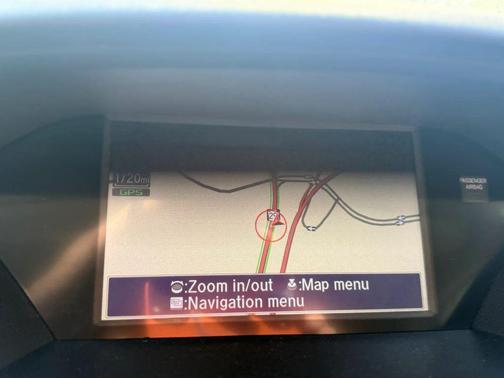 1/20mi
GPS
PASSENGER
AIRBAG
:Zoom in/out :Map menu
:Navigation menu